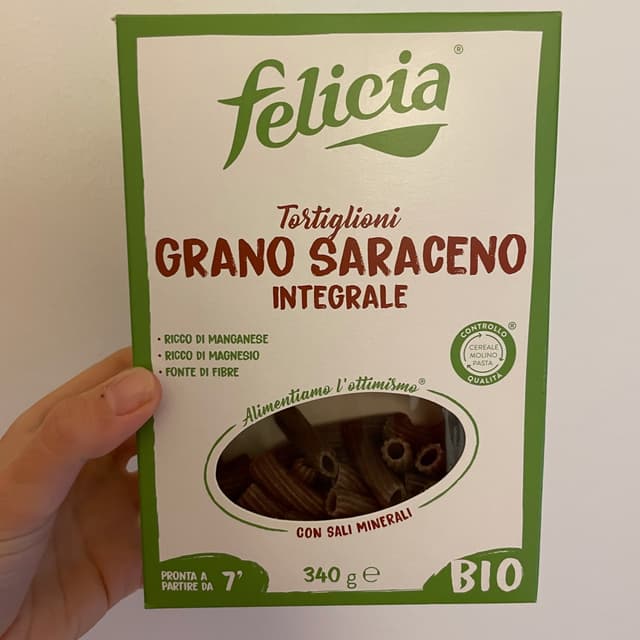 felicia®
Tortiglioni
GRANO SARACENO
INTEGRALE
• RICCO DI MANGANESE
• RICCO DI MAGNESIO
• FONTE DI FIBRE
CONTROLLO
CEREALE
MOLINO
PASTA
QUALITÀ
®
Alimentiamo l'ottimismo®
CON SALI MINERALI
PRONTA A
PARTIRE DA 7'
340 g ℮
BIO